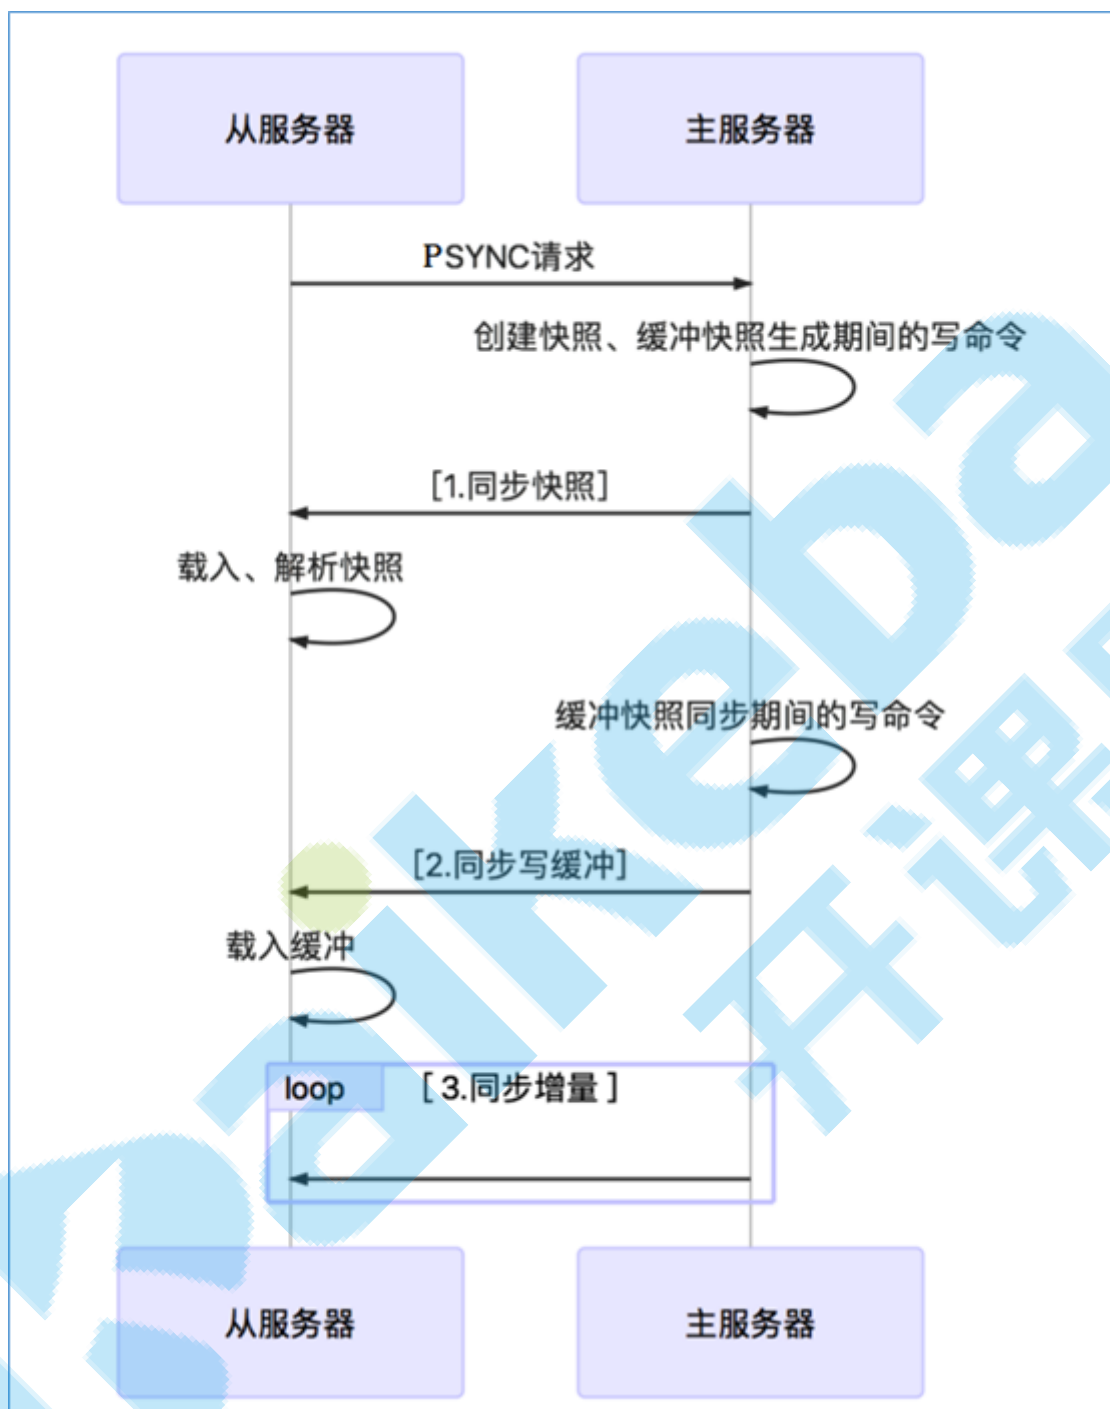 从服务器
主服务器
PSYNC请求
创建快照、缓冲快照生成期间的写命令
[1.同步快照]
载入、解析快照
缓冲快照同步期间的写命令
[2.同步写缓冲]
载入缓冲
loop
[ 3.同步增量 ]
从服务器
主服务器
Kaikeba
开课吧